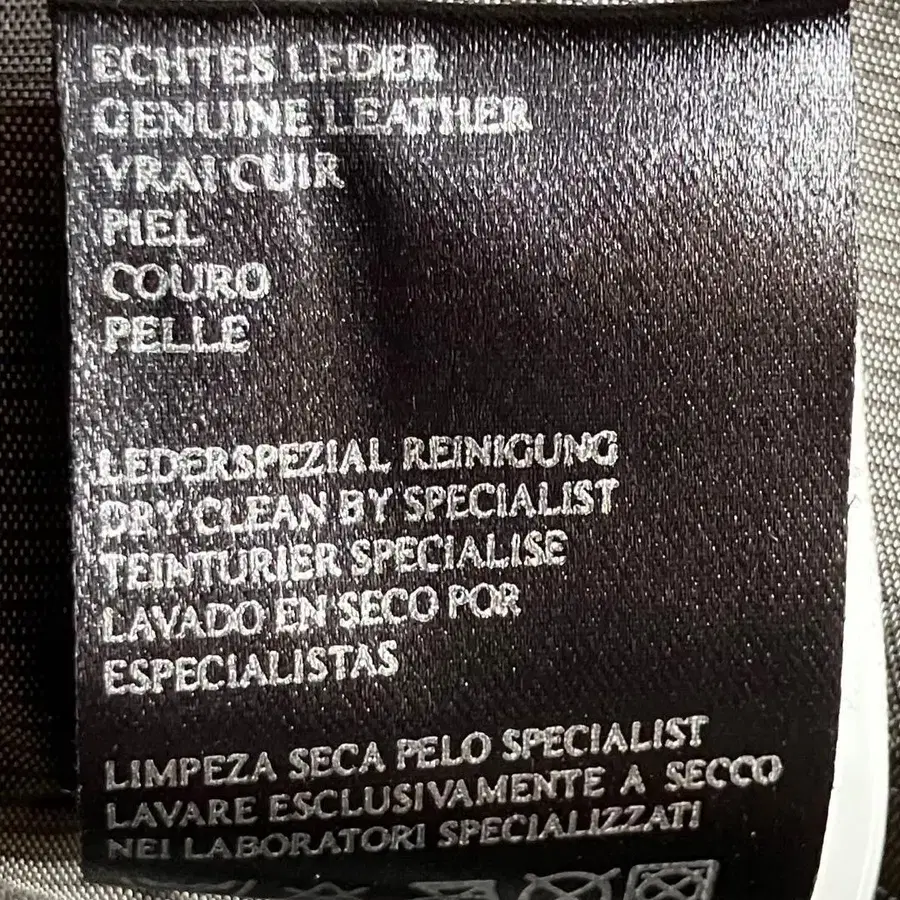 ECHTES LEDER
GENUINE LEATHER
VRAI CUIR
PIEL
COURO
PELLE
LEDERSPEZIAL REINIGUNG
DRY CLEAN BY SPECIALIST
TEINTURIER SPECIALISE
LAVADO EN SECO POR
ESPECIALISTAS
LIMPEZA SECA PELO SPECIALIST
LAVARE ESCLUSIVAMENTE A SECCO
NEI LABORATORI SPECIALIZZATI